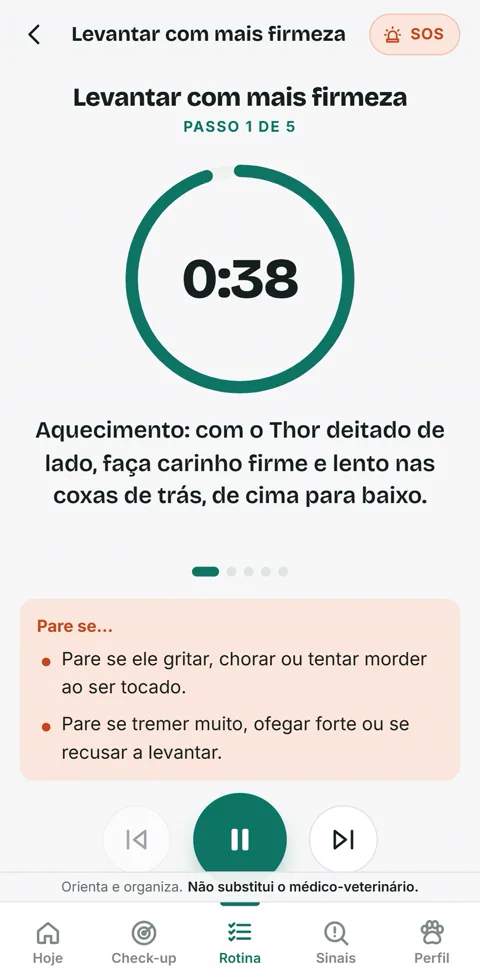 Levantar com mais firmeza
SOS
Levantar com mais firmeza
PASSO 1 DE 5
0:38
Aquecimento: com o Thor deitado de
lado, faça carinho firme e lento nas
coxas de trás, de cima para baixo.
Pare se...
Pare se ele gritar, chorar ou tentar morder
ao ser tocado.
Pare se tremer muito, ofegar forte ou se
recusar a levantar.
Orienta e organiza. Não substitui o médico-veterinário.
Hoje
Check-up
Rotina
Sinais
Perfil